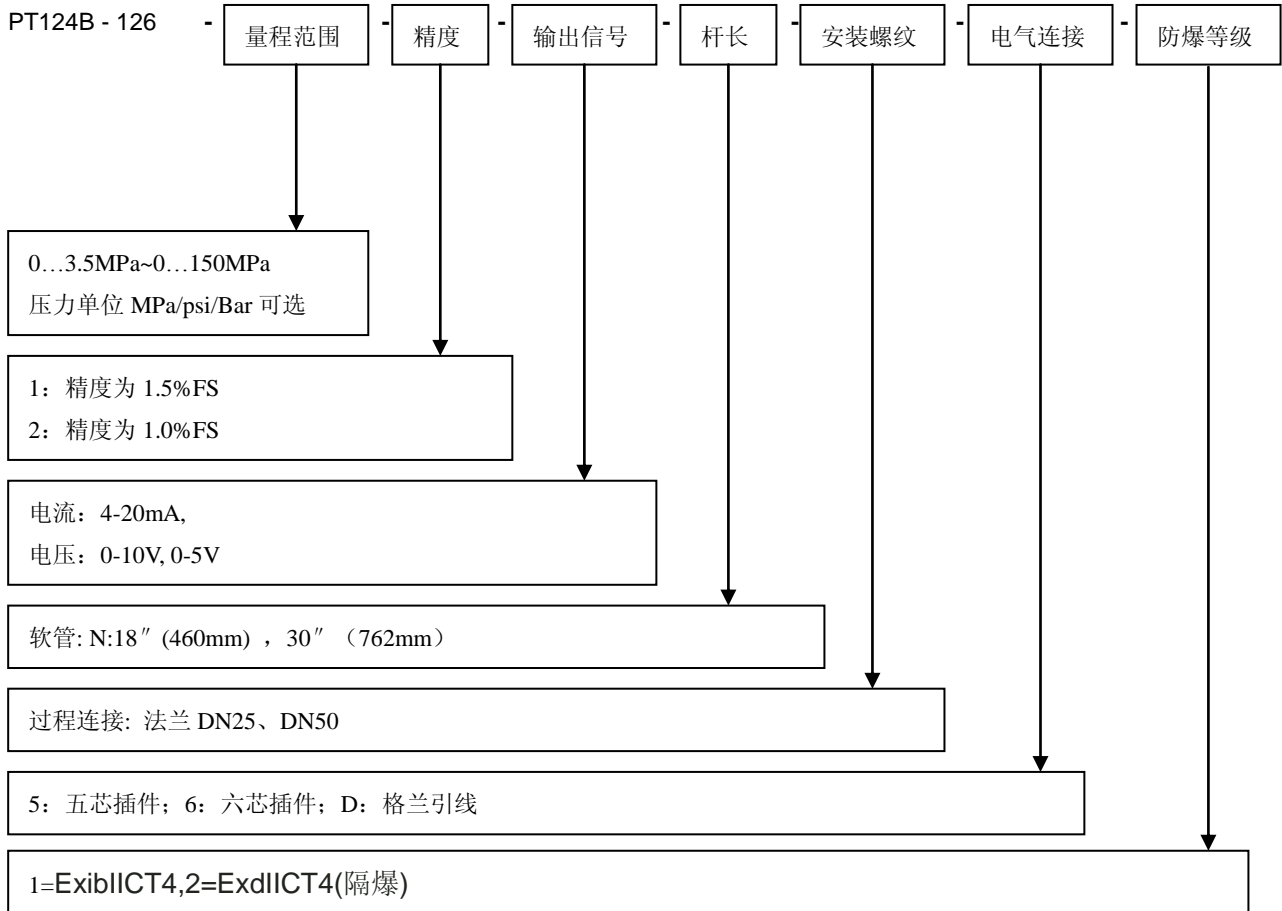 PT124B - 126 - 量程范围 - 精度 - 输出信号 - 杆长 - 安装螺纹 - 电气连接 - 防爆等级
0…3.5MPa~0…150MPa
压力单位 MPa/psi/Bar 可选
1：精度为 1.5%FS
2：精度为 1.0%FS
电流：4-20mA,
电压：0-10V, 0-5V
软管: N:18″(460mm) ，30″（762mm）
过程连接: 法兰 DN25、DN50
5：五芯插件；6：六芯插件；D：格兰引线
1=ExibIICT4,2=ExdIICT4(隔爆)